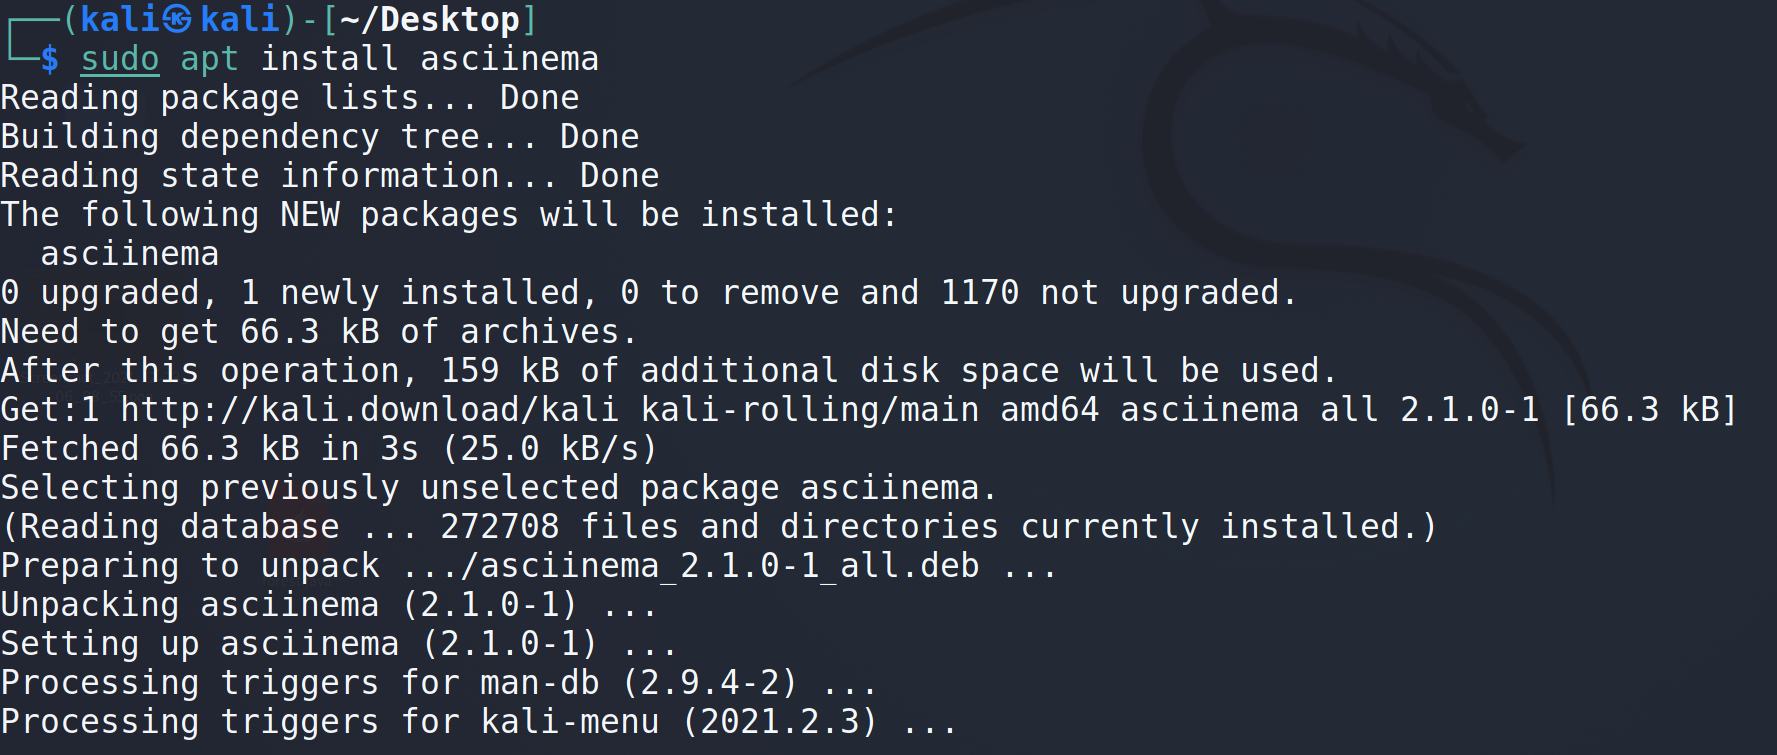 ┌──(kali㉿kali)-[~/Desktop]
└─$ sudo apt install asciinema
Reading package lists... Done
Building dependency tree... Done
Reading state information... Done
The following NEW packages will be installed:
  asciinema
0 upgraded, 1 newly installed, 0 to remove and 1170 not upgraded.
Need to get 66.3 kB of archives.
After this operation, 159 kB of additional disk space will be used.
Get:1 http://kali.download/kali kali-rolling/main amd64 asciinema all 2.1.0-1 [66.3 kB]
Fetched 66.3 kB in 3s (25.0 kB/s)
Selecting previously unselected package asciinema.
(Reading database ... 272708 files and directories currently installed.)
Preparing to unpack .../asciinema_2.1.0-1_all.deb ...
Unpacking asciinema (2.1.0-1) ...
Setting up asciinema (2.1.0-1) ...
Processing triggers for man-db (2.9.4-2) ...
Processing triggers for kali-menu (2021.2.3) ...